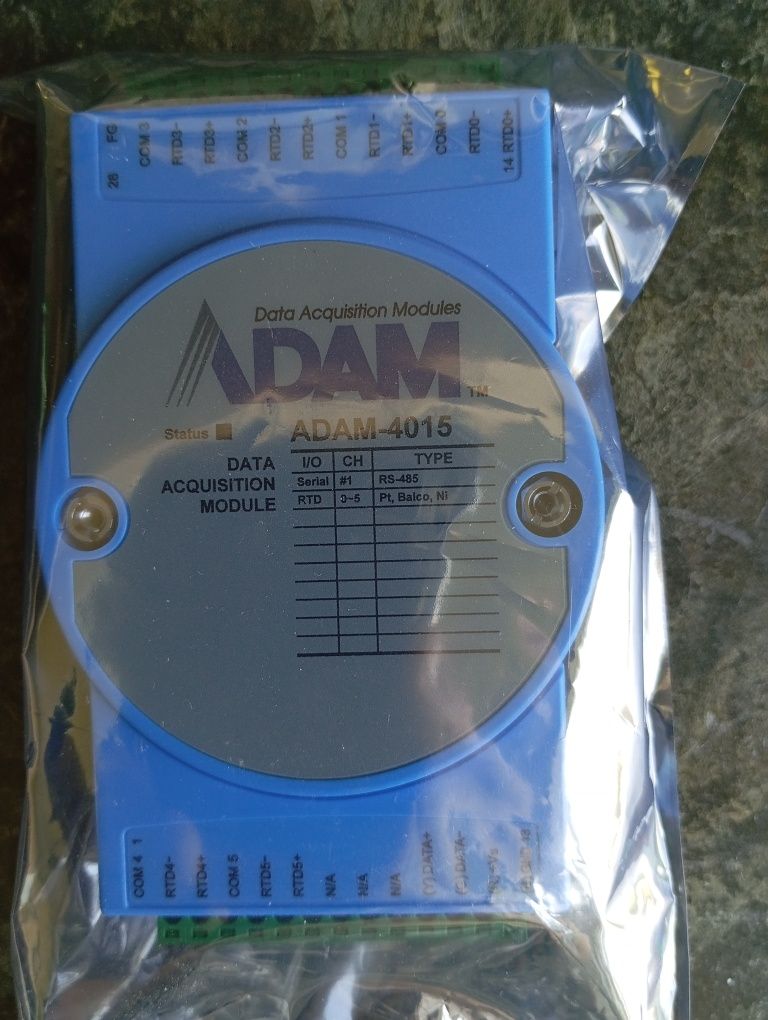 28 FG
COM 3
RTD3-
RTD3+
COM 2
RTD2-
RTD2+
COM 1
RTD1-
RTD1+
COM 0
RTD0-
14 RTD0+
Data Acquisition Modules
ADAM
TM
Status
ADAM-4015
DATA
ACQUISITION
MODULE
I/O CH TYPE
Serial #1 RS-485
RTD 0~5 Pt, Balco, Ni
COM 4 1
RTD4-
RTD4+
COM 5
RTD5-
RTD5+
N/A
N/A
N/A
(Y)DATA+
(G)DATA-